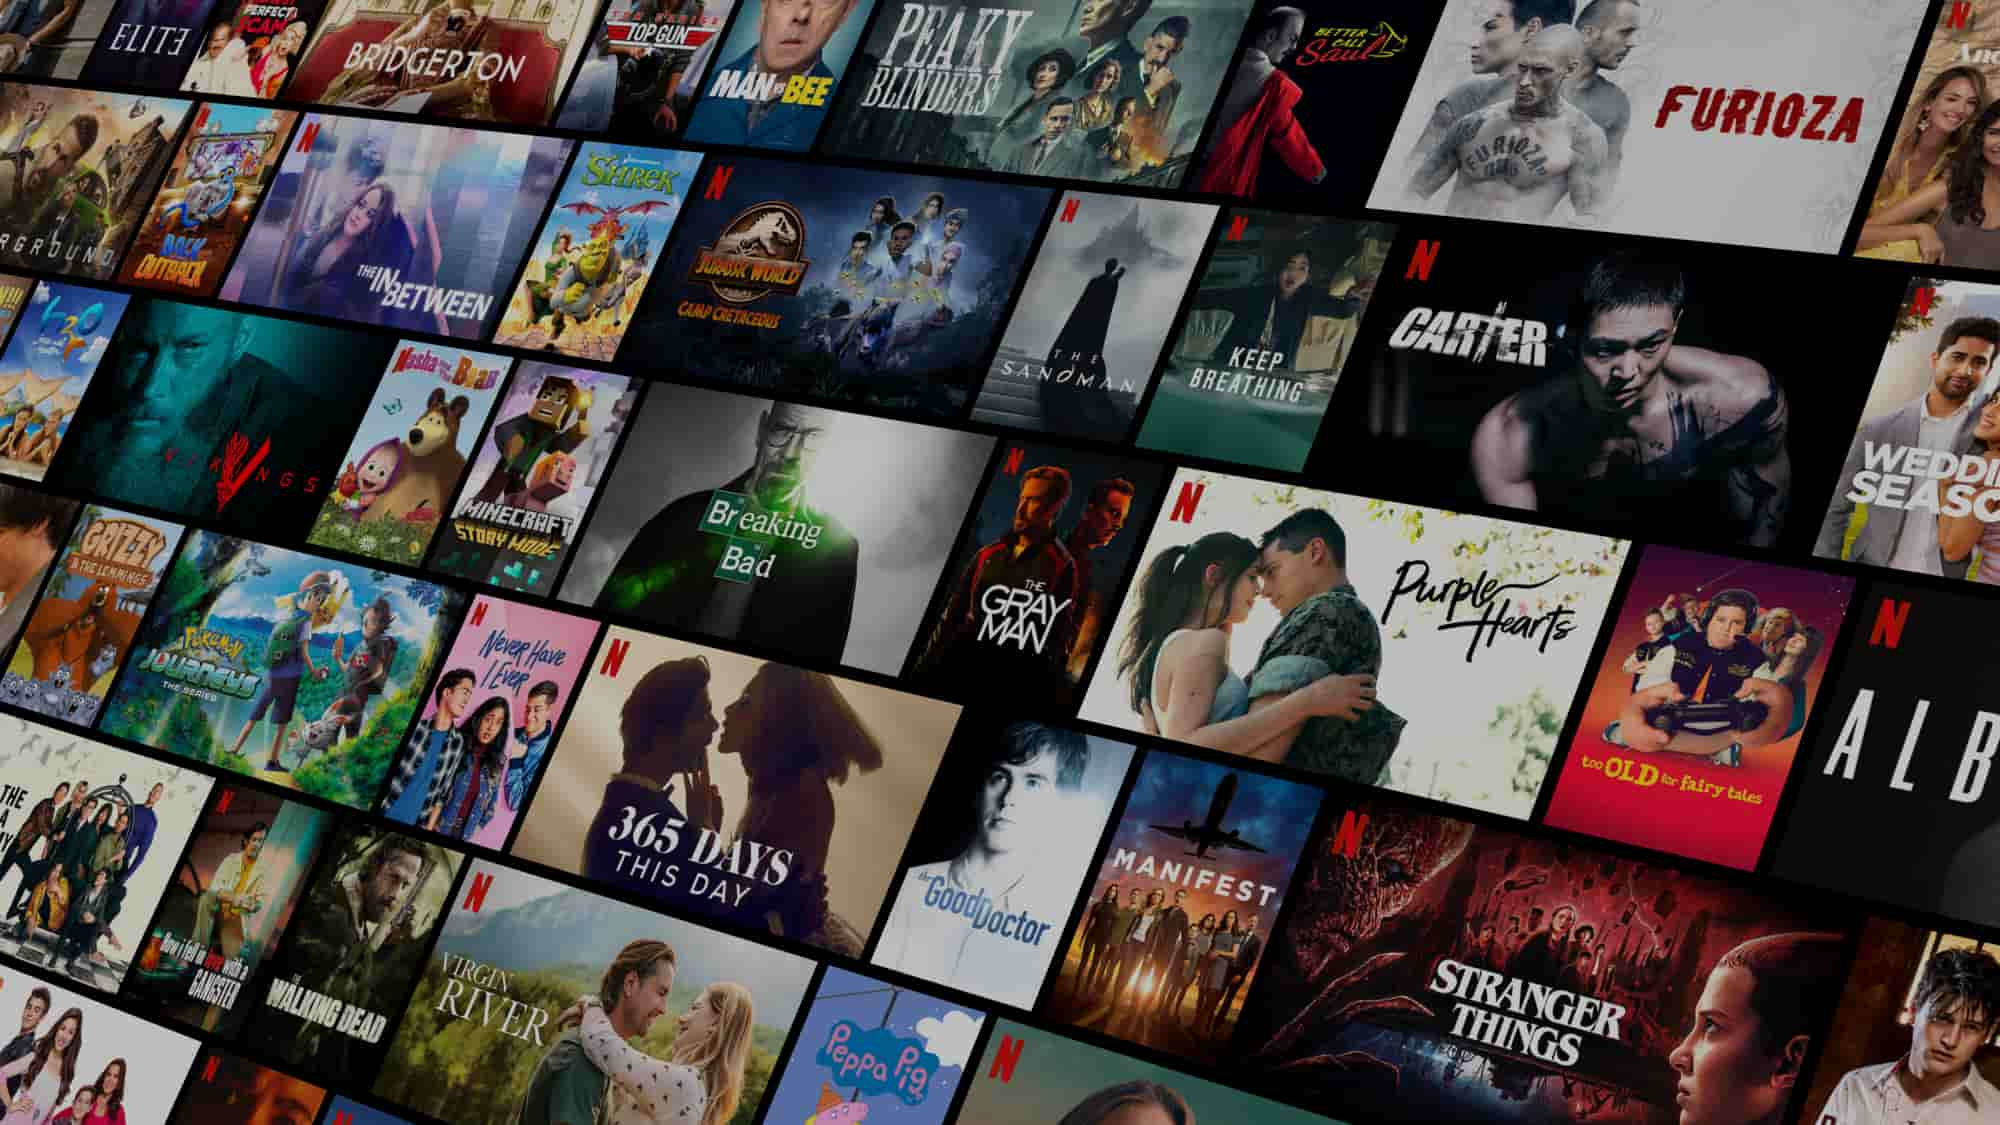 ELITE
PERFECT
SCAM
BRIDGERTON
TOP GUN
MAN vs BEE
PEAKY
BLINDERS
BETTER
CALL
Saul
FURIOZA
N
RGROUND
N
BACK
OUTBACK
N
THE
INBETWEEN
SHREK
N
JURASSIC WORLD
CAMP CRETACEOUS
N
THE
SANDMAN
N
KEEP
BREATHING
N
CARTER
N
WEDDI
SEASO
H2O
VIKINGS
Masha and the Bear
MINECRAFT
STORY MODE
Breaking
Bad
N
THE
GRAY
MAN
N
Purple
Hearts
too OLD for fairy tales
N
ALB
GRIZZY
& THE LEMMINGS
Pokémon
JOURNEYS
THE SERIES
N
Never Have
I Ever
N
365 DAYS
THIS DAY
the
Good Doctor
MANIFEST
N
STRANGER
THINGS
THE
A
MY
N
How i fell in love with a
GANGSTER
THE
WALKING DEAD
N
VIRGIN
RIVER
Peppa Pig
N
N
N